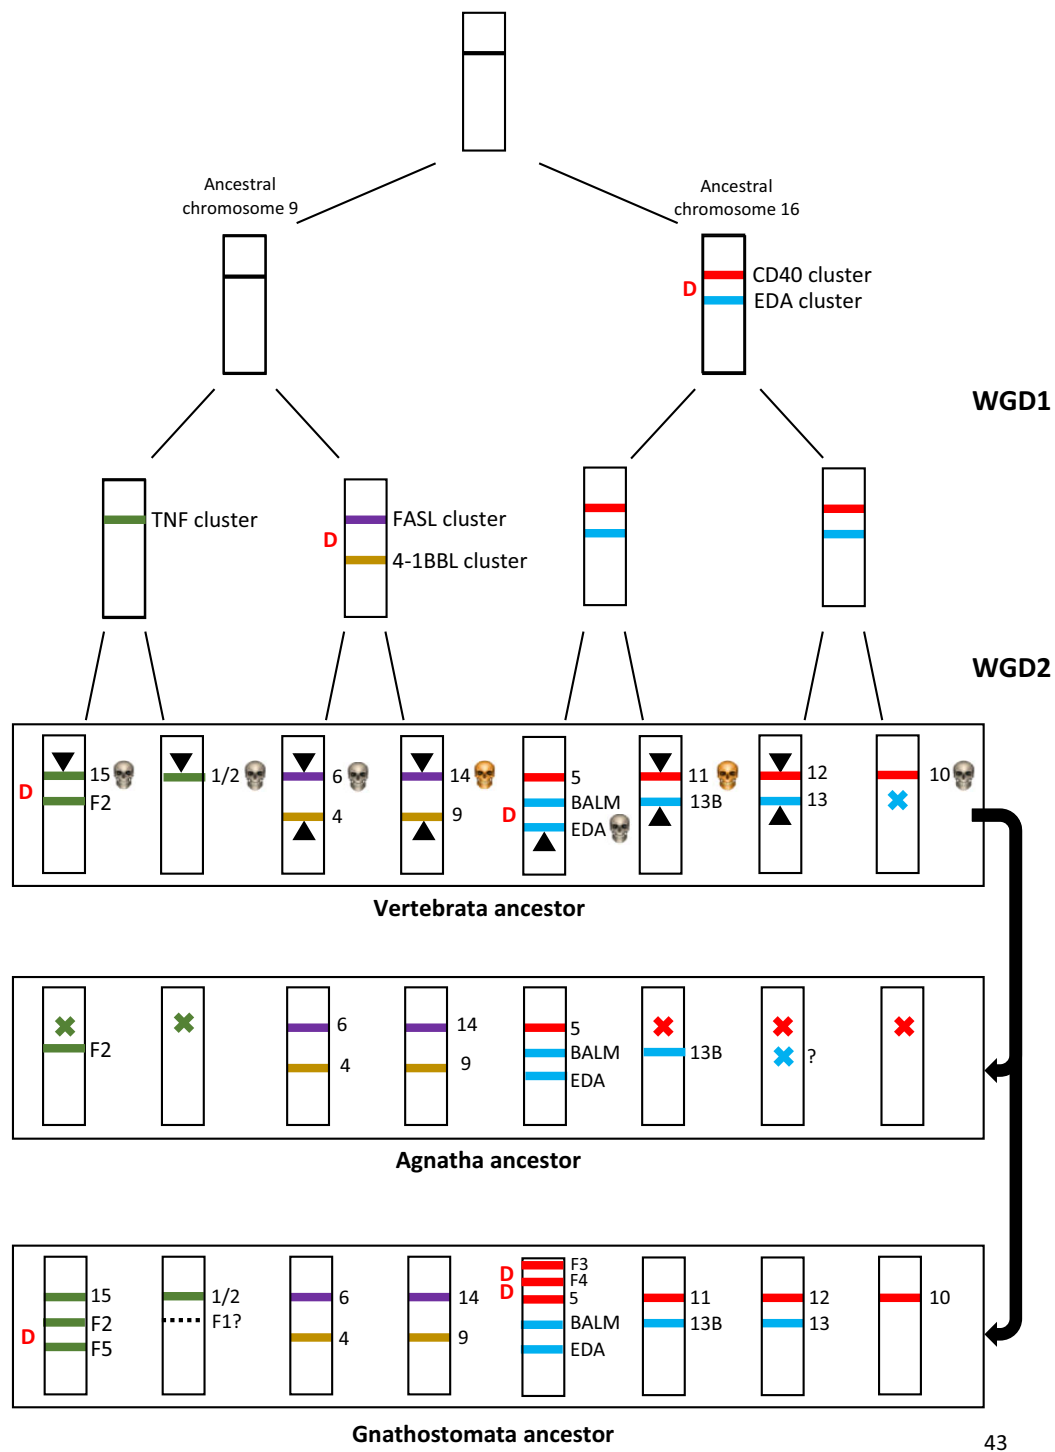 Ancestral
chromosome 9
Ancestral
chromosome 16
D
CD40 cluster
EDA cluster
WGD1
TNF cluster
D
FASL cluster
4-1BBL cluster
WGD2
D
15
F2
1/2
6
4
14
9
D
5
BALM
EDA
11
13B
12
13
10
Vertebrata ancestor
F2
6
4
14
9
5
BALM
EDA
13B
?
Agnatha ancestor
D
15
F2
F5
1/2
F1?
6
4
14
9
D
D
F3
F4
5
BALM
EDA
11
13B
12
13
10
Gnathostomata ancestor
43